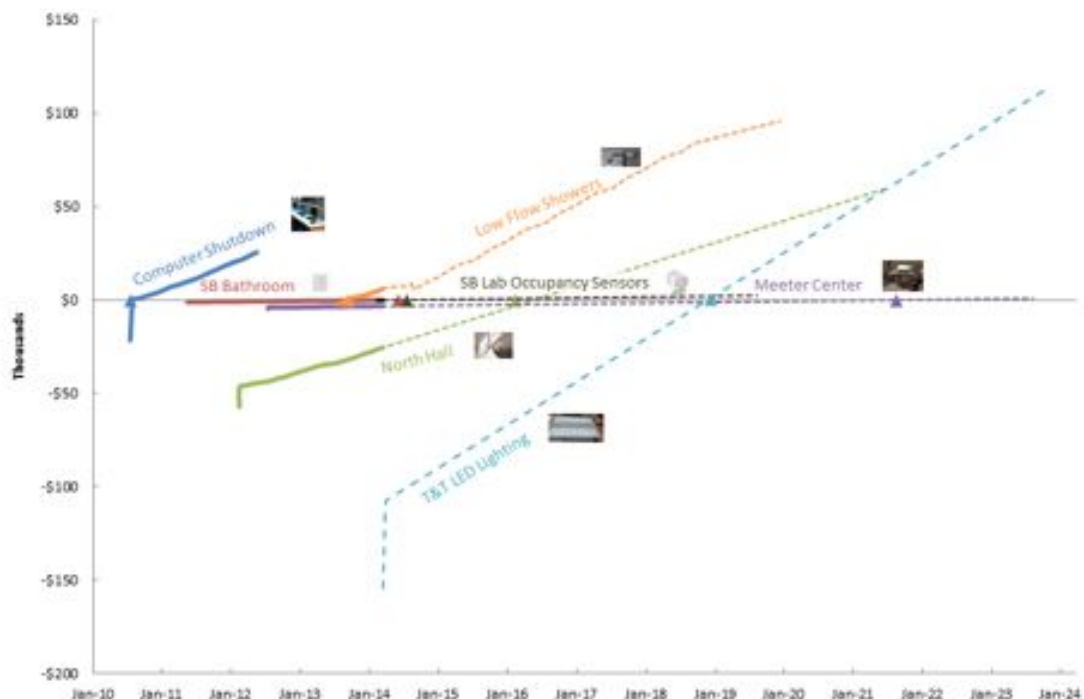 $150
$100
$50
$0
-$50
-$100
-$150
-$200
Thousands
Computer Shutdown
SB Bathroom
Low Flow Showers
SB Lab Occupancy Sensors
Meeter Center
North Hall
T&T LED Lighting
Jan-10 Jan-11 Jan-12 Jan-13 Jan-14 Jan-15 Jan-16 Jan-17 Jan-18 Jan-19 Jan-20 Jan-21 Jan-22 Jan-23 Jan-24